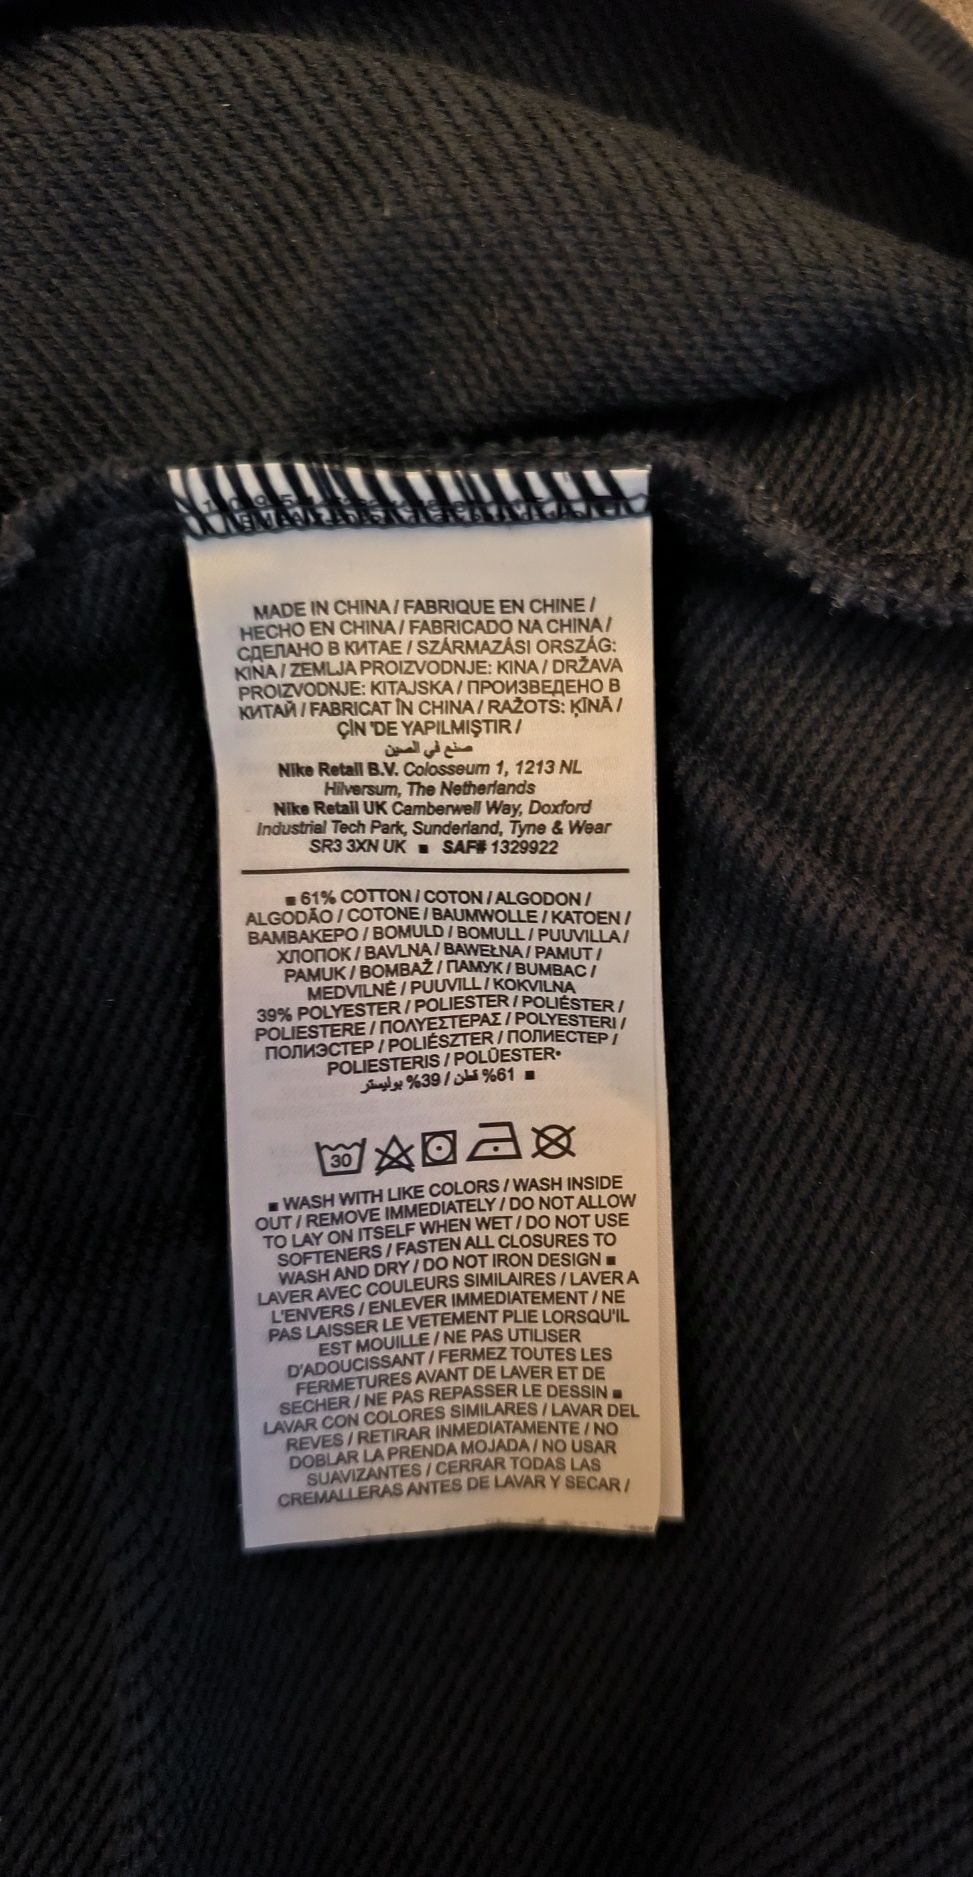 MADE IN CHINA / FABRIQUE EN CHINE /
HECHO EN CHINA / FABRICADO NA CHINA /
СДЕЛАНО В КИТАЕ / SZÁRMAZÁSI ORSZÁG:
KINA / ZEMLJA PROIZVODNJE: KINA / DRŽAVA
PROIZVODNJE: KITAJSKA / ПРОИЗВЕДЕНО В
КИТАЙ / FABRICAT ÎN CHINA / RAŽOTS: ĶĪNĀ /
ÇİN 'DE YAPILMIŞTIR /
صنع في الصين
Nike Retail B.V. Colosseum 1, 1213 NL
Hilversum, The Netherlands
Nike Retail UK Camberwell Way, Doxford
Industrial Tech Park, Sunderland, Tyne & Wear
SR3 3XN UK ■ SAF# 1329922
■ 61% COTTON / COTON / ALGODON /
ALGODÃO / COTONE / BAUMWOLLE / KATOEN /
ΒΑΜΒΑΚΕΡΟ / BOMULD / BOMULL / PUUVILLA /
ХЛОПОК / BAVLNA / BAWEŁNA / PAMUT /
PAMUK / BOMBAŽ / ПАМУК / BUMBAC /
MEDVILNĖ / PUUVILL / KOKVILNA
39% POLYESTER / POLIESTER / POLIÉSTER /
POLIESTERE / ΠΟΛΥΕΣΤΕΡΑΣ / POLYESTERI /
ПОЛИЭСТЕР / POLIÉSZTER / ПОЛИЕСТЕР /
POLIESTERIS / POLÜESTER•
■ 61% قطن / 39% بوليستر
30
■ WASH WITH LIKE COLORS / WASH INSIDE
OUT / REMOVE IMMEDIATELY / DO NOT ALLOW
TO LAY ON ITSELF WHEN WET / DO NOT USE
SOFTENERS / FASTEN ALL CLOSURES TO
WASH AND DRY / DO NOT IRON DESIGN ■
LAVER AVEC COULEURS SIMILAIRES / LAVER A
L'ENVERS / ENLEVER IMMEDIATEMENT / NE
PAS LAISSER LE VETEMENT PLIE LORSQU'IL
EST MOUILLE / NE PAS UTILISER
D'ADOUCISSANT / FERMEZ TOUTES LES
FERMETURES AVANT DE LAVER ET DE
SECHER / NE PAS REPASSER LE DESSIN ■
LAVAR CON COLORES SIMILARES / LAVAR DEL
REVES / RETIRAR INMEDIATAMENTE / NO
DOBLAR LA PRENDA MOJADA / NO USAR
SUAVIZANTES / CERRAR TODAS LAS
CREMALLERAS ANTES DE LAVAR Y SECAR /